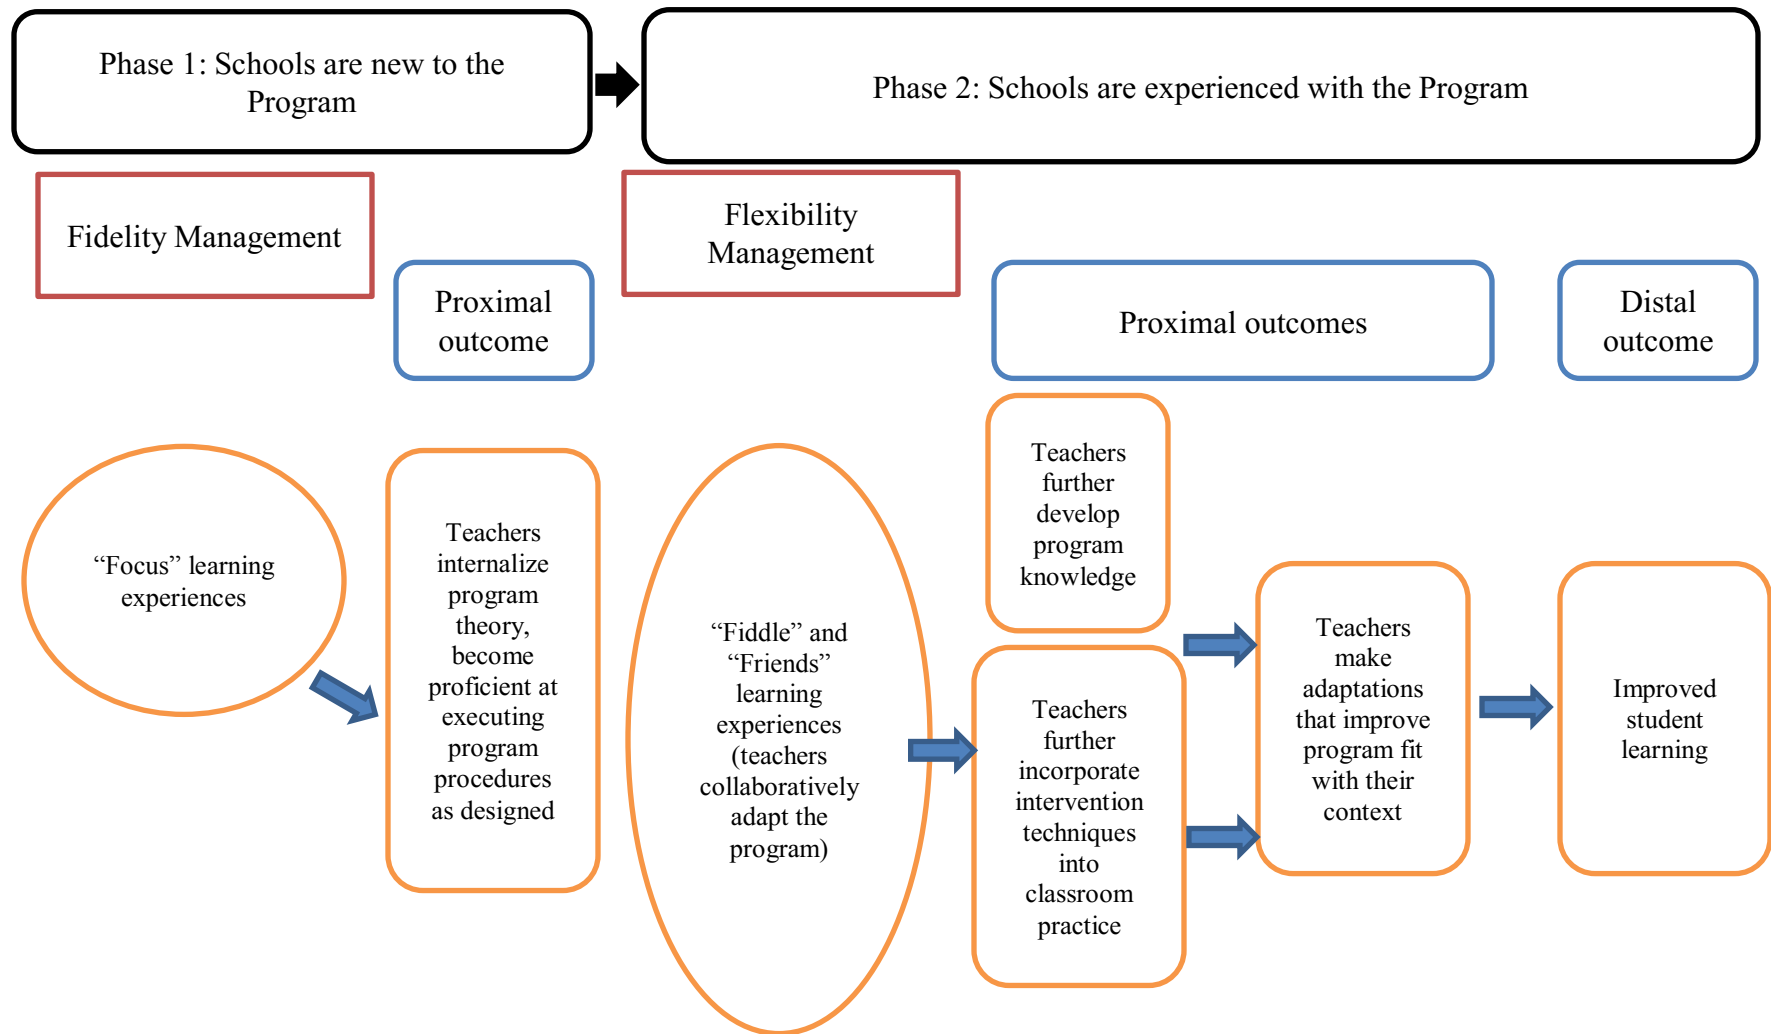 Phase 1: Schools are new to the
Program
Phase 2: Schools are experienced with the Program
Fidelity Management
Flexibility
Management
Proximal
outcome
Proximal outcomes
Distal
outcome
“Focus” learning
experiences
Teachers
internalize
program
theory,
become
proficient at
executing
program
procedures
as designed
“Fiddle” and
“Friends”
learning
experiences
(teachers
collaboratively
adapt the
program)
Teachers
further
develop
program
knowledge
Teachers
further
incorporate
intervention
techniques
into
classroom
practice
Teachers
make
adaptations
that improve
program fit
with their
context
Improved
student
learning